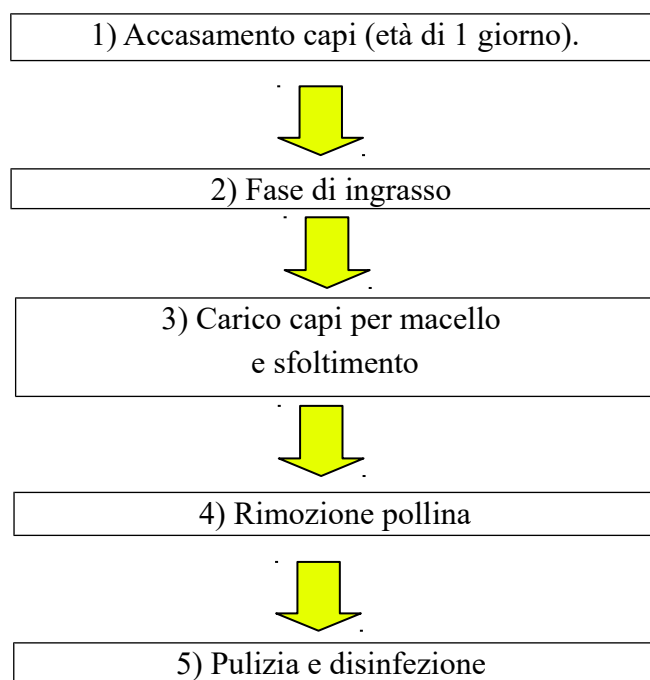 1) Accasamento capi (età di 1 giorno).
2) Fase di ingrasso
3) Carico capi per macello
e sfoltimento
4) Rimozione pollina
5) Pulizia e disinfezione